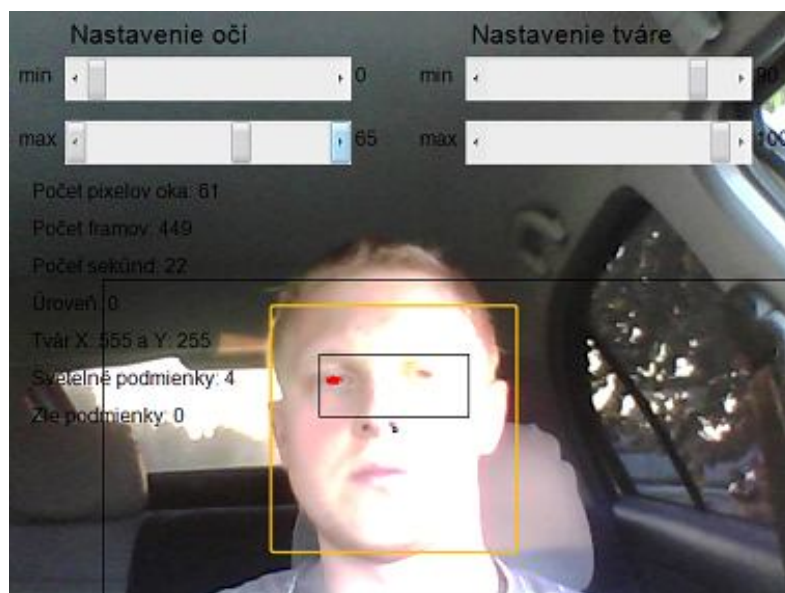 Nastavenie očí
Nastavenie tváre
min 0
min 90
max 65
max 100
Počet pixelov oka: 61
Počet framov: 449
Počet sekúnd: 22
Úroveň: 0
Tvár X: 555 a Y: 255
Svetelné podmienky: 4
Zle podmienky: 0